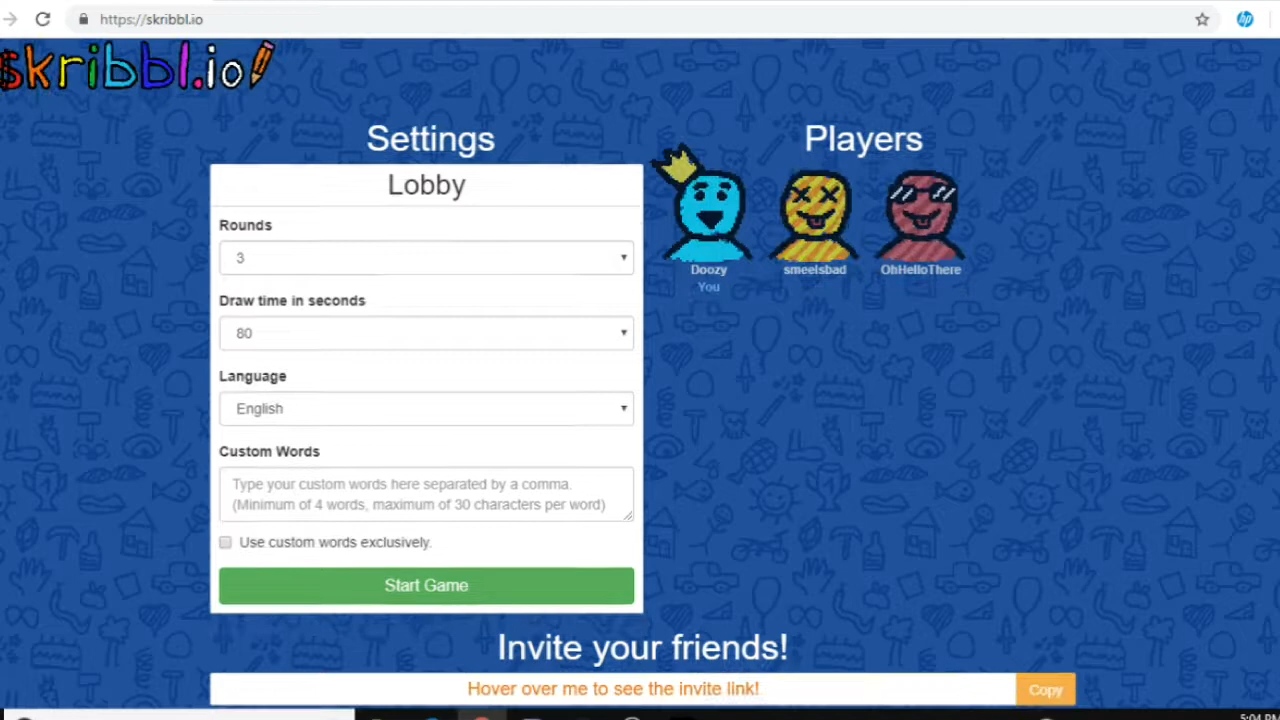 https://skribbl.io
skribbl.io
Settings
Players
Lobby
Rounds
3
Draw time in seconds
80
Language
English
Custom Words
Type your custom words here separated by a comma.
(Minimum of 4 words, maximum of 30 characters per word)
Use custom words exclusively.
Start Game
Doozy
You
smeelsbad
OhHelloThere
Invite your friends!
Hover over me to see the invite link!
Copy
5:04 PM